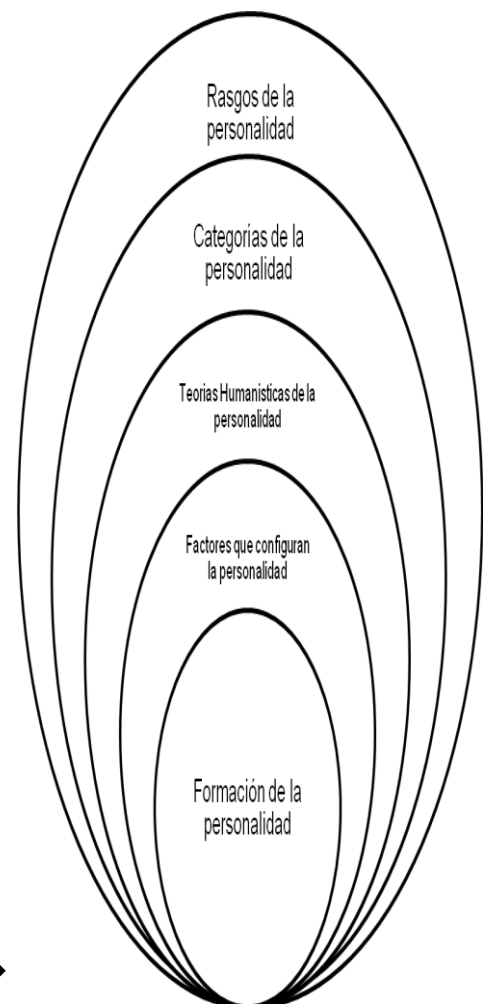 Rasgos de la
personalidad
Categorías de la
personalidad
Teorías Humanisticas de la
personalidad
Factores que configuran
la personalidad
Formación de la
personalidad